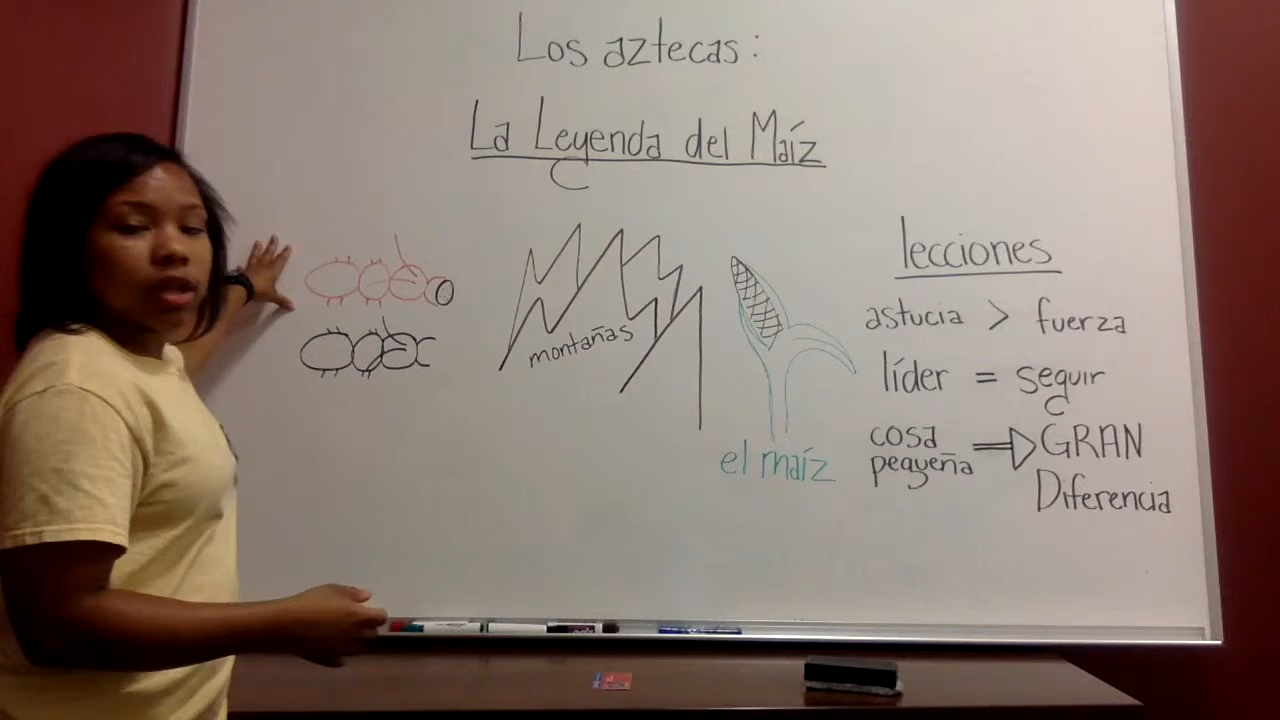 Los aztecas:
La Leyenda del Maíz
montañas
el maíz
lecciones
astucia > fuerza
líder = seguir
cosa
pequeña ⇒ GRAN
Diferencia